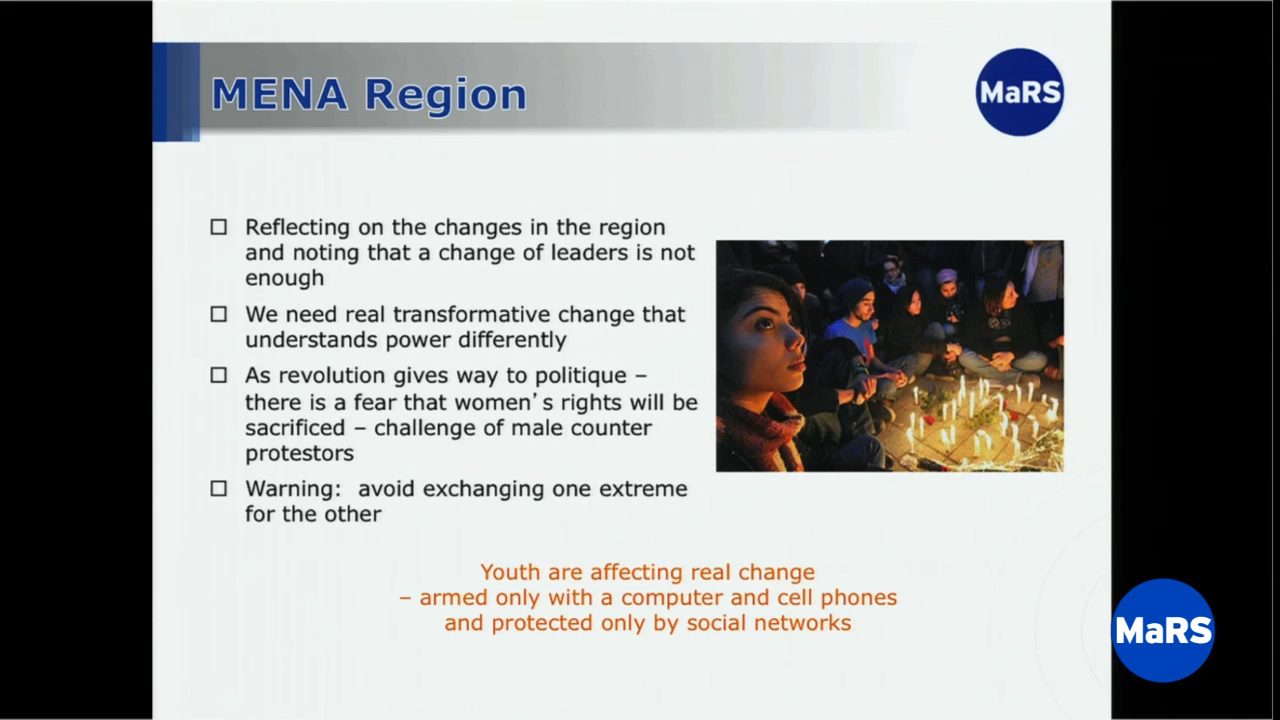 MENA Region
MaRS
☐ Reflecting on the changes in the region
and noting that a change of leaders is not
enough
☐ We need real transformative change that
understands power differently
☐ As revolution gives way to politique –
there is a fear that women's rights will be
sacrificed – challenge of male counter
protestors
☐ Warning: avoid exchanging one extreme
for the other
Youth are affecting real change
– armed only with a computer and cell phones
and protected only by social networks
MaRS